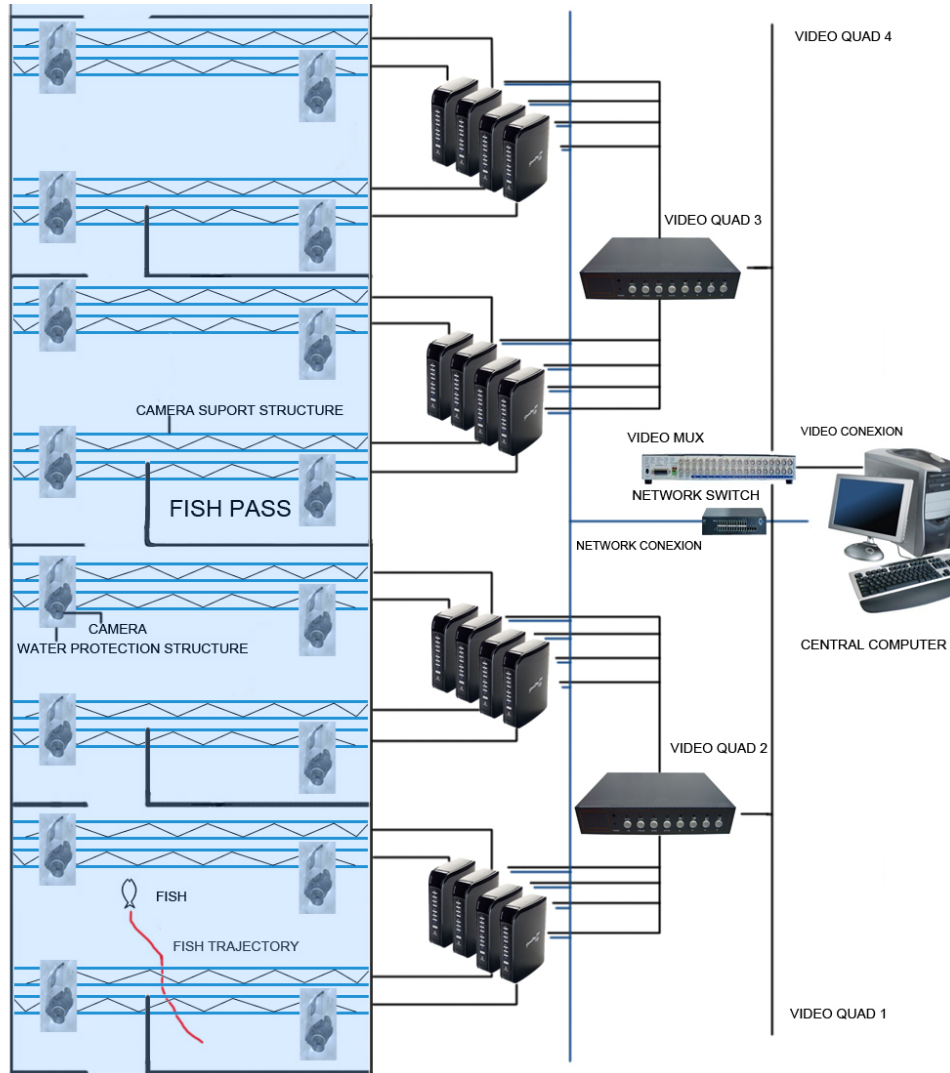 VIDEO QUAD 4
VIDEO QUAD 3
CAMERA SUPORT STRUCTURE
VIDEO MUX
VIDEO CONEXION
NETWORK SWITCH
FISH PASS
NETWORK CONEXION
CAMERA
WATER PROTECTION STRUCTURE
CENTRAL COMPUTER
VIDEO QUAD 2
FISH
FISH TRAJECTORY
VIDEO QUAD 1